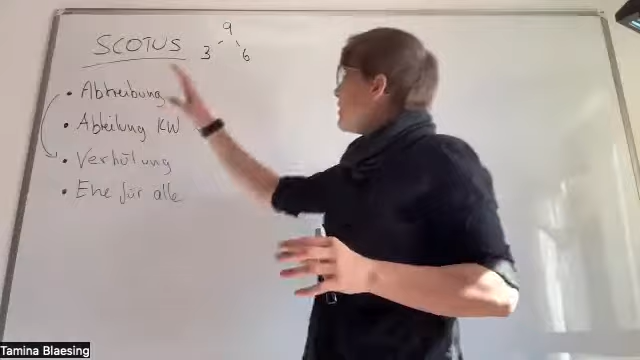 SCOTUS
9
3 6
• Abtreibung
• Abteilung KW
• Verhütung
• Ehe für alle
Tamina Blaesing